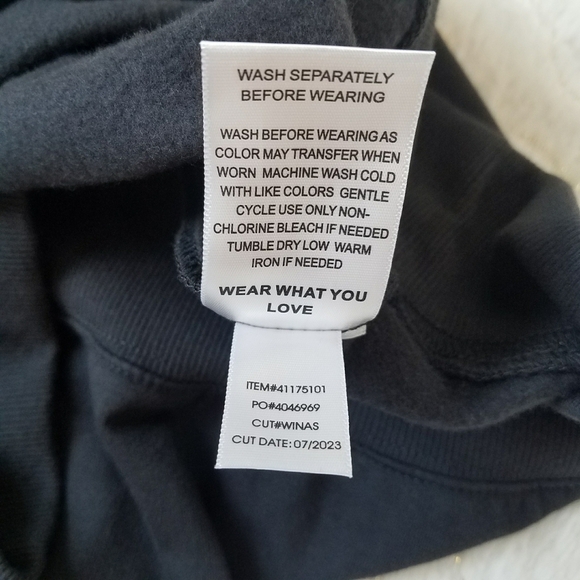 WASH SEPARATELY
BEFORE WEARING
WASH BEFORE WEARING AS
COLOR MAY TRANSFER WHEN
WORN MACHINE WASH COLD
WITH LIKE COLORS GENTLE
CYCLE USE ONLY NON-
CHLORINE BLEACH IF NEEDED
TUMBLE DRY LOW WARM
IRON IF NEEDED
WEAR WHAT YOU
LOVE
ITEM#41175101
PO#4046969
CUT#WINAS
CUT DATE: 07/2023